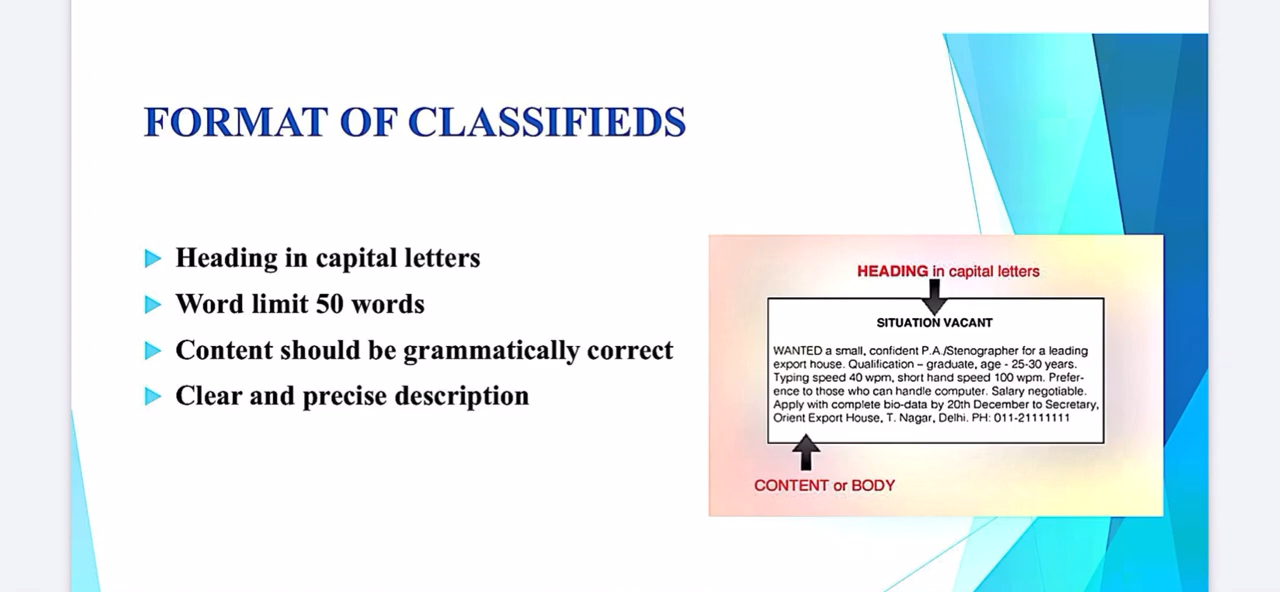 FORMAT OF CLASSIFIEDS
Heading in capital letters
Word limit 50 words
Content should be grammatically correct
Clear and precise description
HEADING in capital letters
SITUATION VACANT
WANTED a small, confident P.A./Stenographer for a leading
export house. Qualification – graduate, age - 25-30 years.
Typing speed 40 wpm, short hand speed 100 wpm. Prefer-
ence to those who can handle computer. Salary negotiable.
Apply with complete bio-data by 20th December to Secretary,
Orient Export House, T. Nagar, Delhi. PH: 011-21111111
CONTENT or BODY